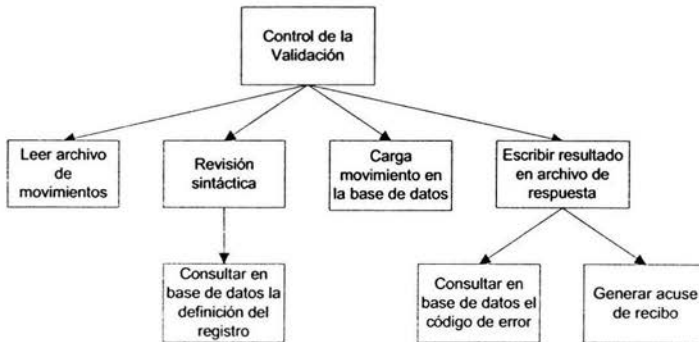 Control de la
Validación
Leer archivo
de
movimientos
Revisión
sintáctica
Carga
movimiento en
la base de datos
Escribir resultado
en archivo de
respuesta
Consultar en
base de datos la
definición del
registro
Consultar en
base de datos el
código de error
Generar acuse
de recibo